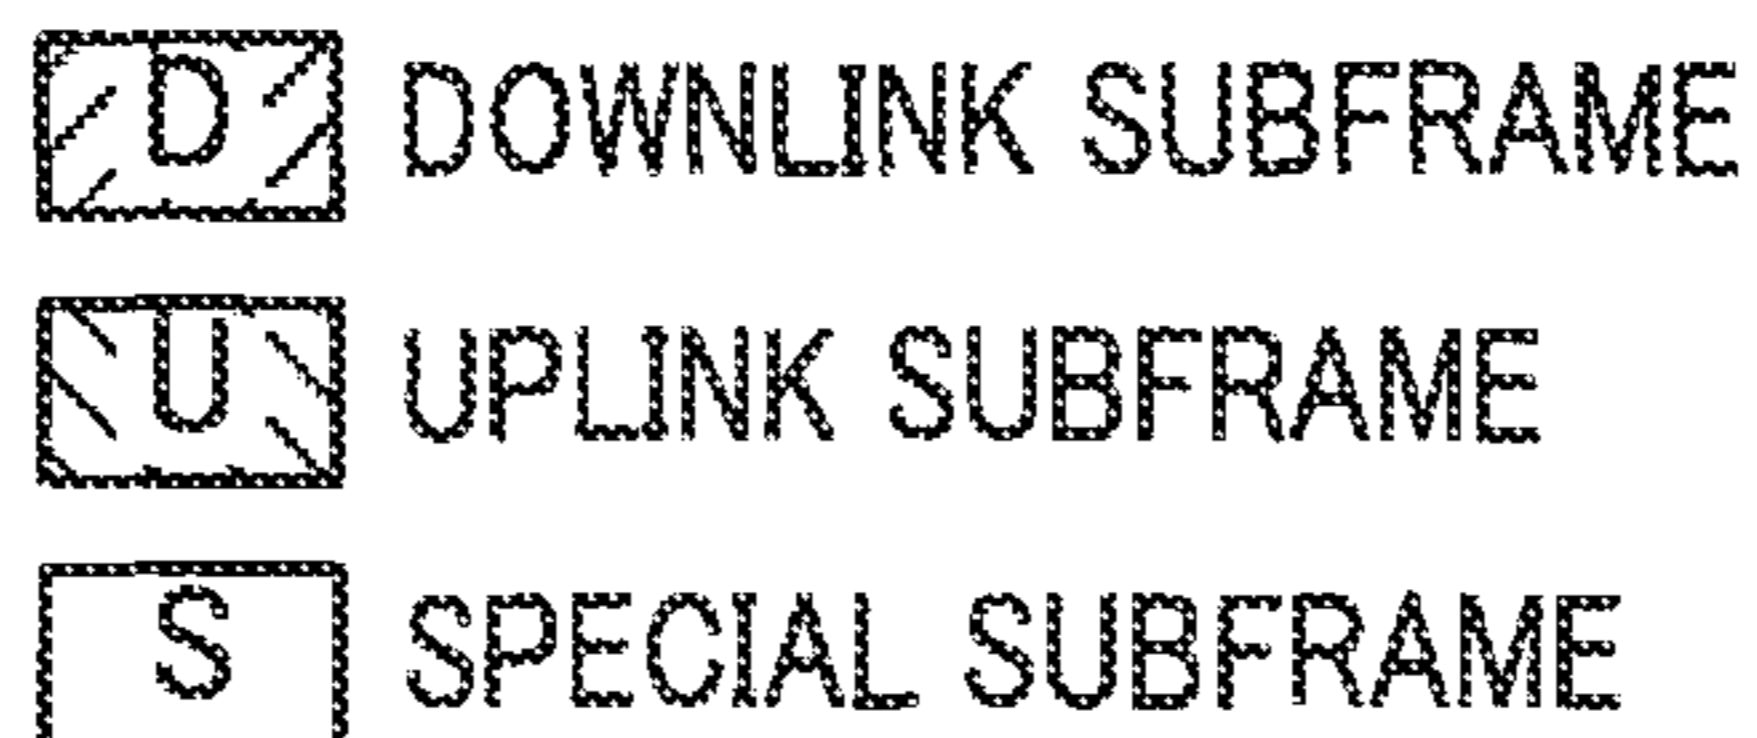 D DOWNLINK SUBFRAME
U UPLINK SUBFRAME
S SPECIAL SUBFRAME